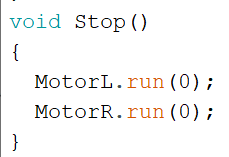 void Stop()
{
  MotorL.run(0);
  MotorR.run(0);
}